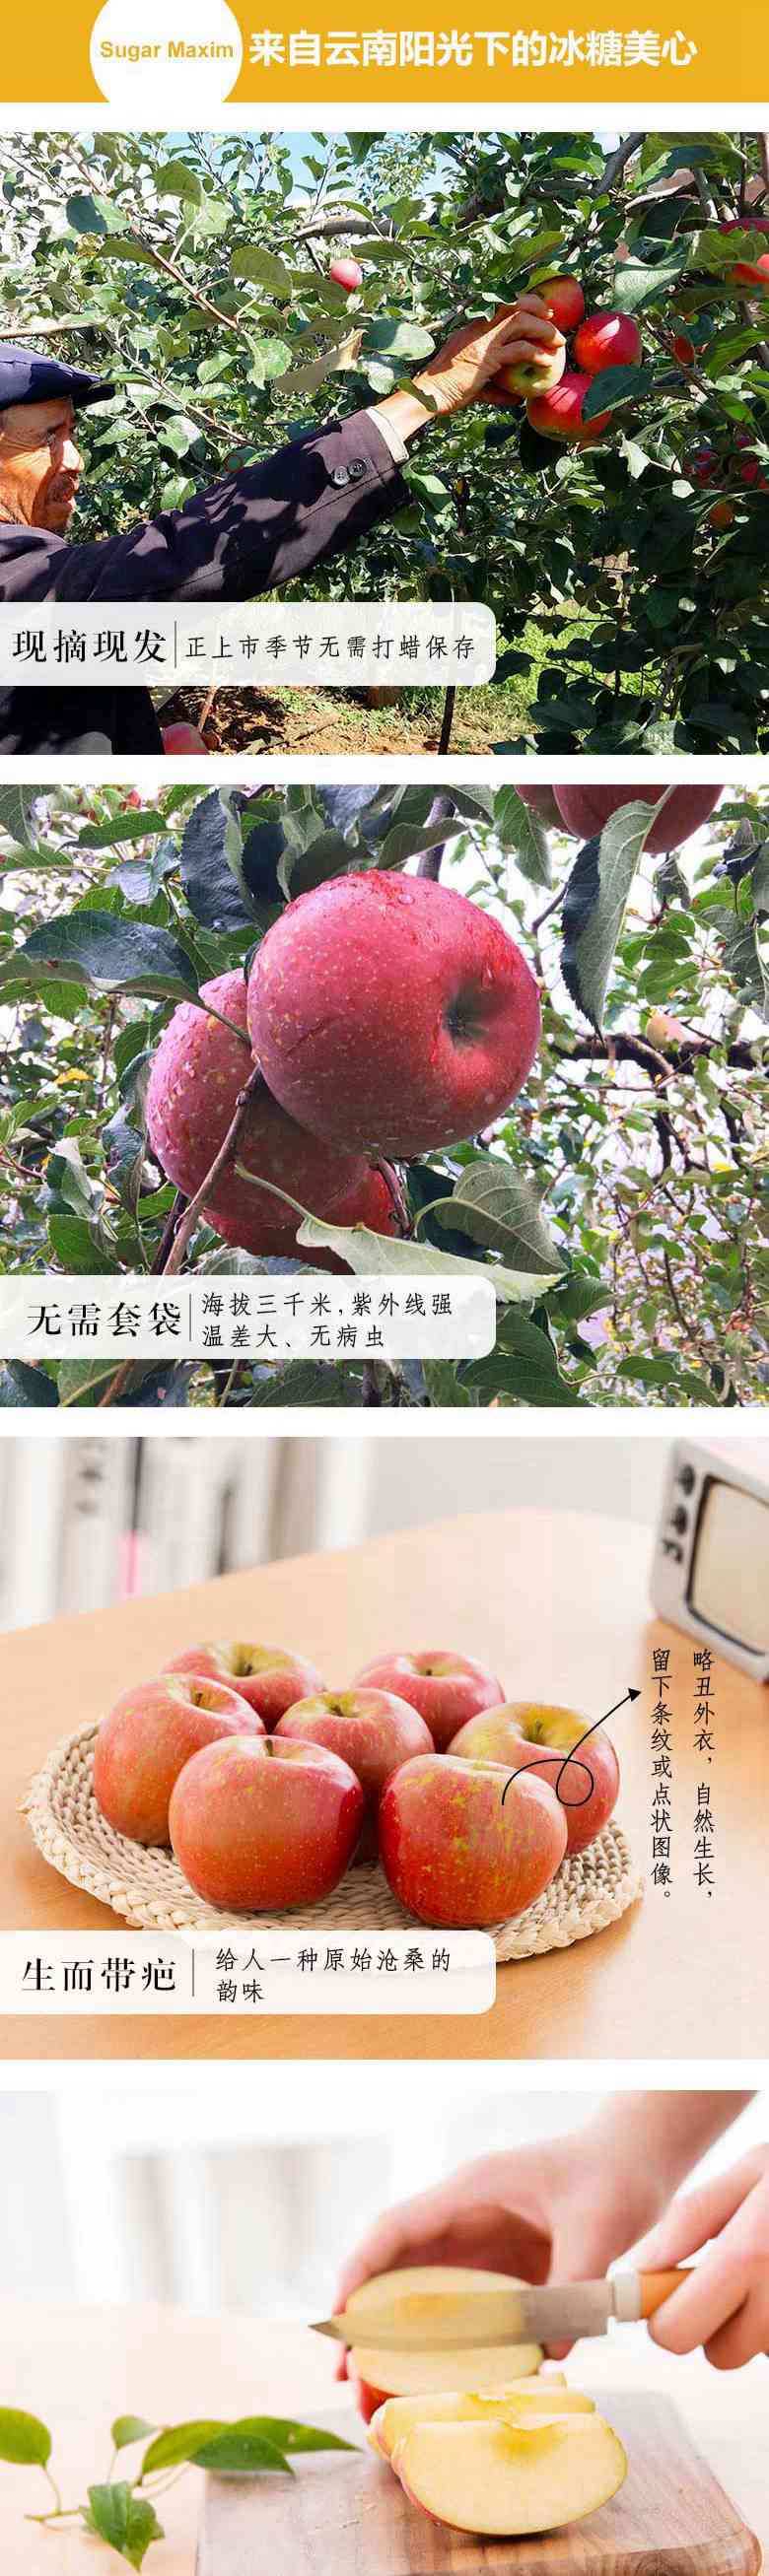 Sugar Maxim 来自云南阳光下的冰糖美心
现摘现发
正上市季节无需打蜡保存
无需套袋
海拔三千米,紫外线强
温差大、无病虫
略丑外衣，自然生长，
留下条纹或点状图像。
生而带疤
给人一种原始沧桑的
韵味